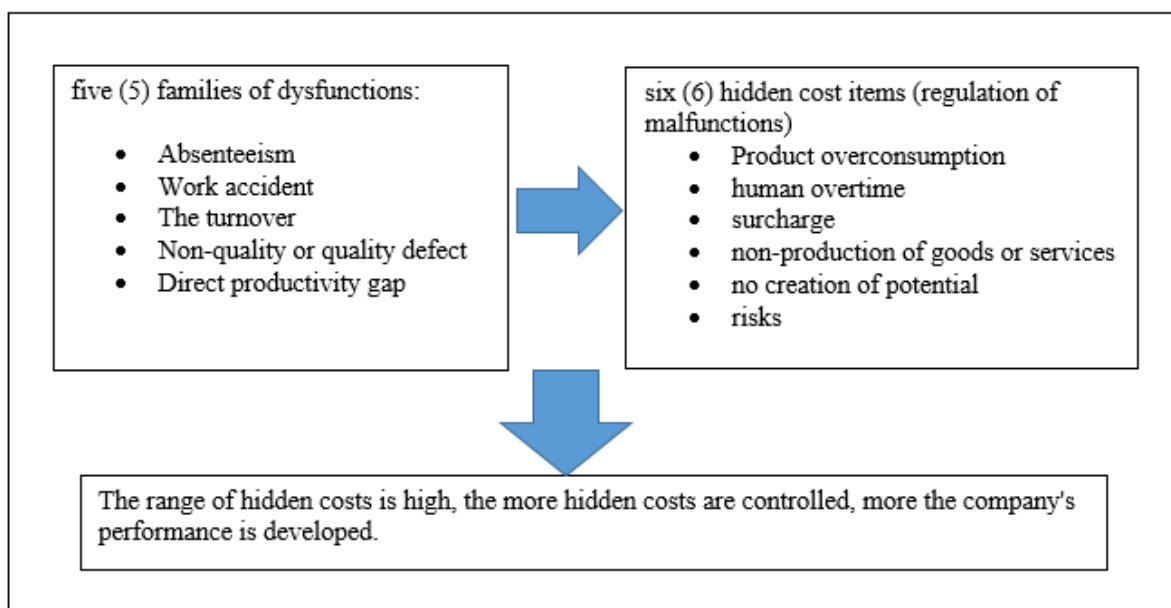 five (5) families of dysfunctions:
• Absenteeism
• Work accident
• The turnover
• Non-quality or quality defect
• Direct productivity gap
six (6) hidden cost items (regulation of
malfunctions)
• Product overconsumption
• human overtime
• surcharge
• non-production of goods or services
• no creation of potential
• risks
The range of hidden costs is high, the more hidden costs are controlled, more the company's
performance is developed.